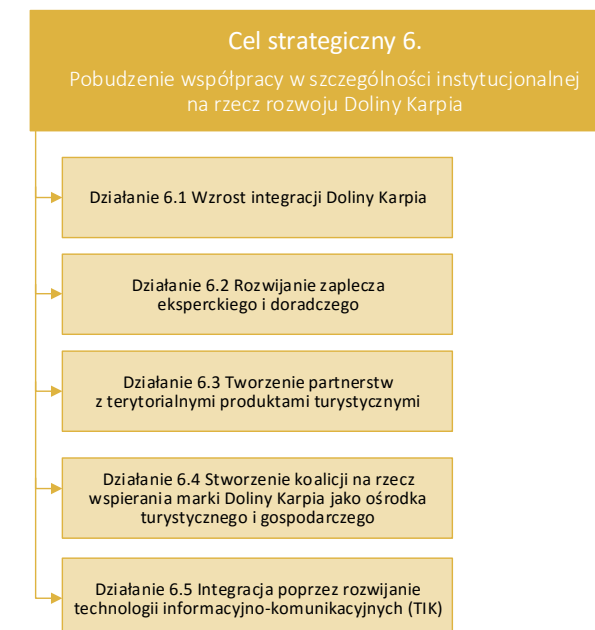 Cel strategiczny 6.
Pobudzenie współpracy w szczególności instytucjonalnej
na rzecz rozwoju Doliny Karpia
Działanie 6.1 Wzrost integracji Doliny Karpia
Działanie 6.2 Rozwijanie zaplecza
eksperckiego i doradczego
Działanie 6.3 Tworzenie partnerstw
z terytorialnymi produktami turystycznymi
Działanie 6.4 Stworzenie koalicji na rzecz
wspierania marki Doliny Karpia jako ośrodka
turystycznego i gospodarczego
Działanie 6.5 Integracja poprzez rozwijanie
technologii informacyjno-komunikacyjnych (TIK)